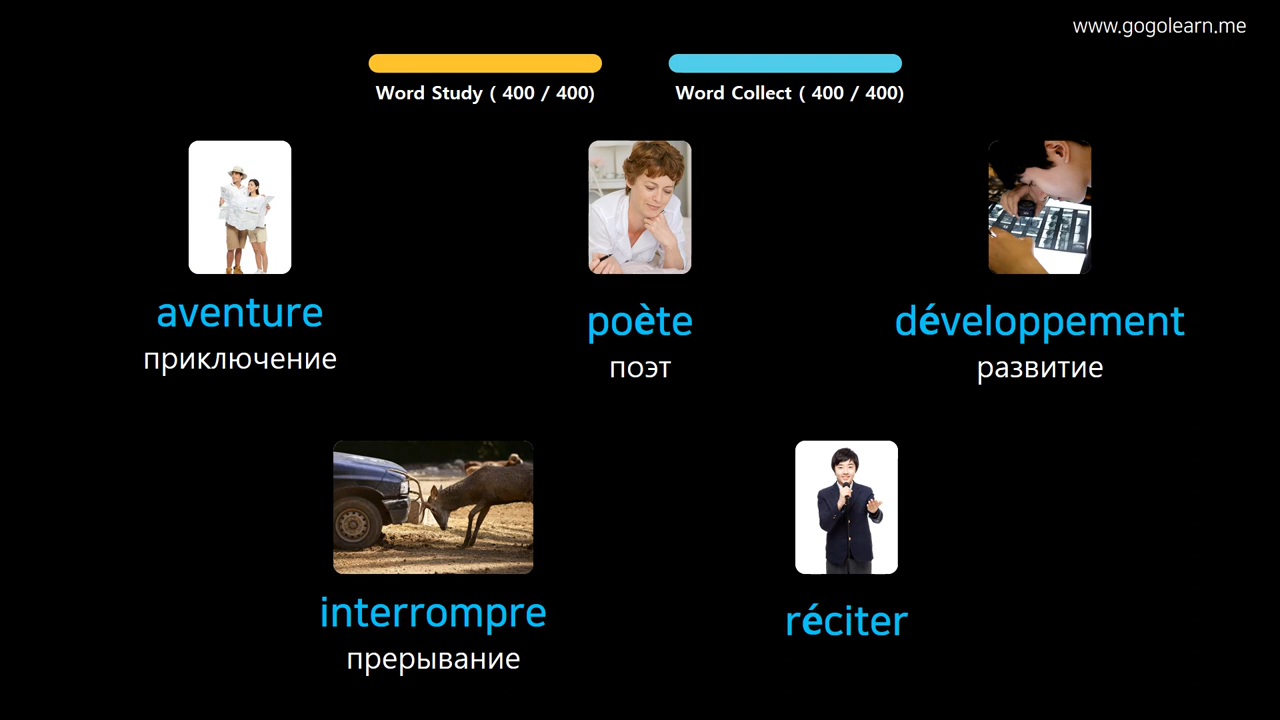 www.gogolearn.me
Word Study ( 400 / 400)
Word Collect ( 400 / 400)
aventure
приключение
poète
поэт
développement
развитие
interrompre
прерывание
réciter